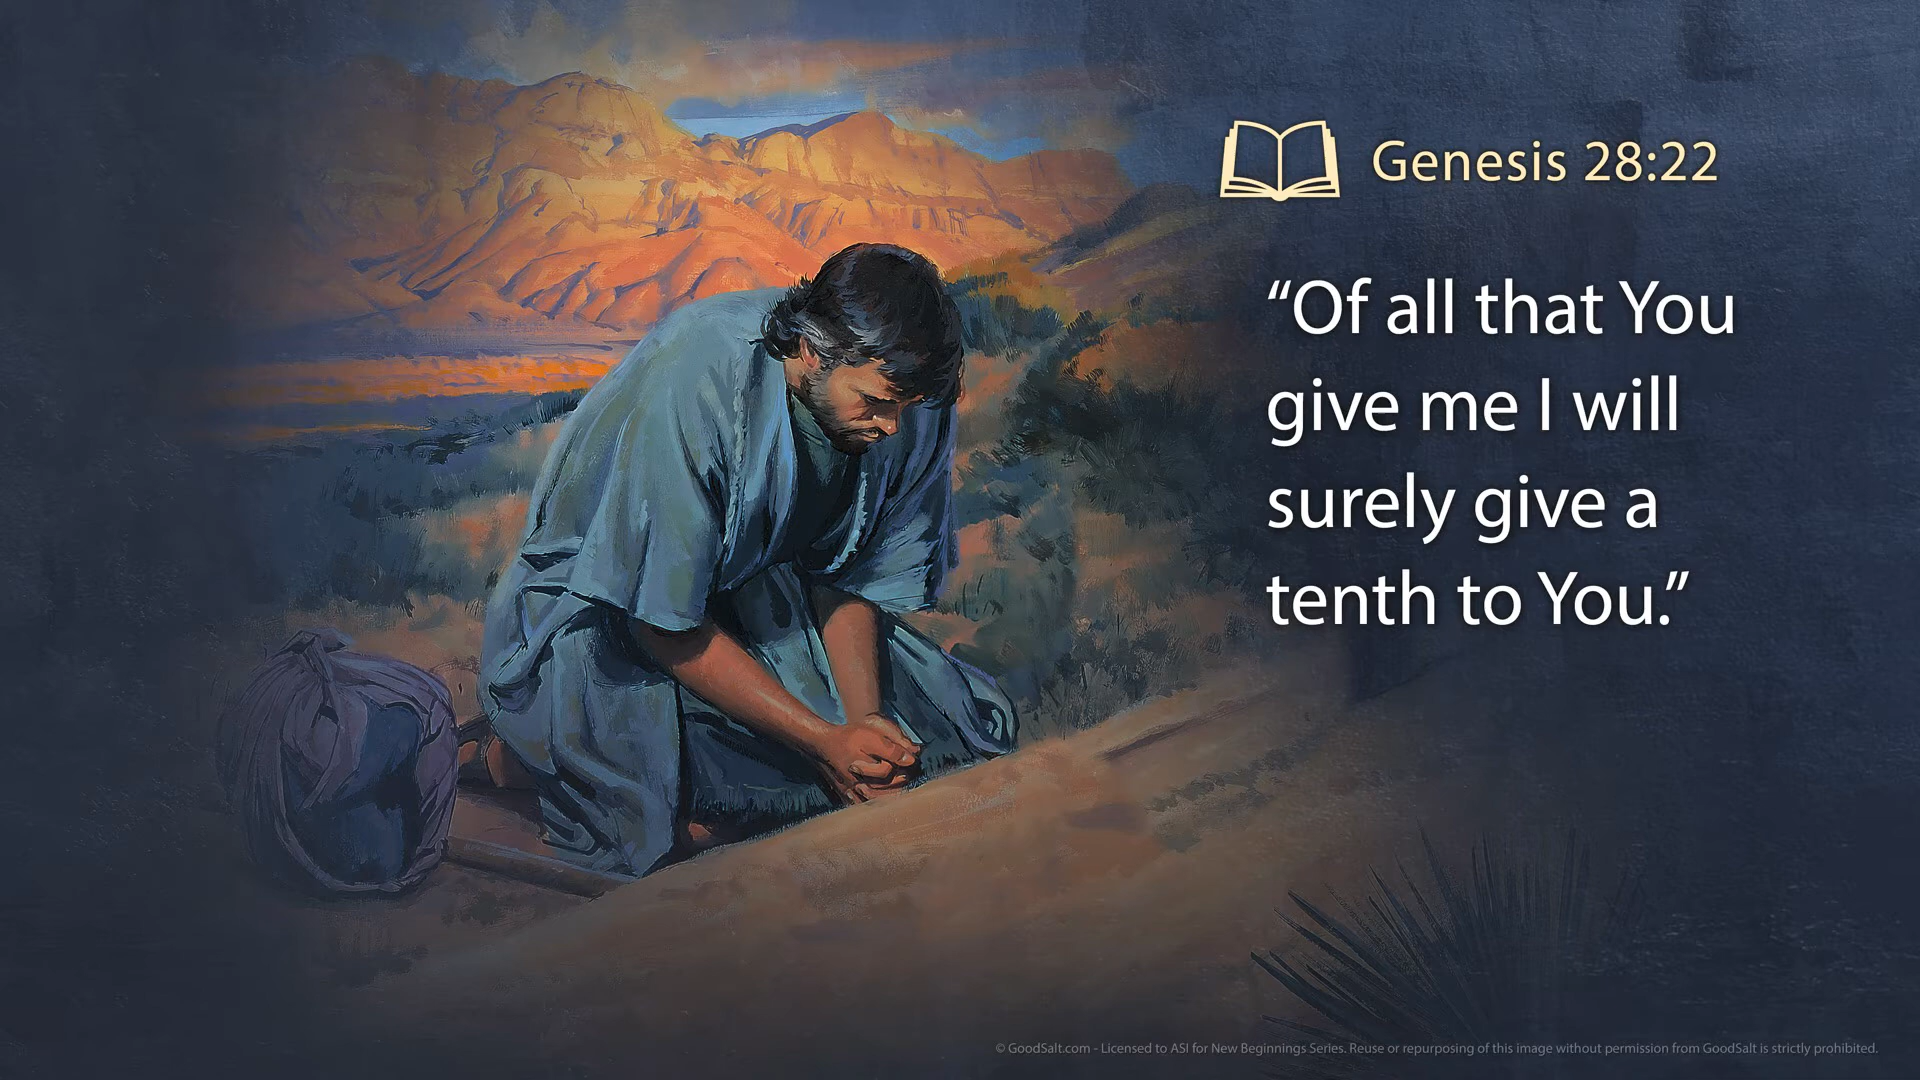 Genesis 28:22
“Of all that You
give me I will
surely give a
tenth to You.”
© GoodSalt.com - Licensed to ASI for New Beginnings Series. Reuse or repurposing of this image without permission from GoodSalt is strictly prohibited.